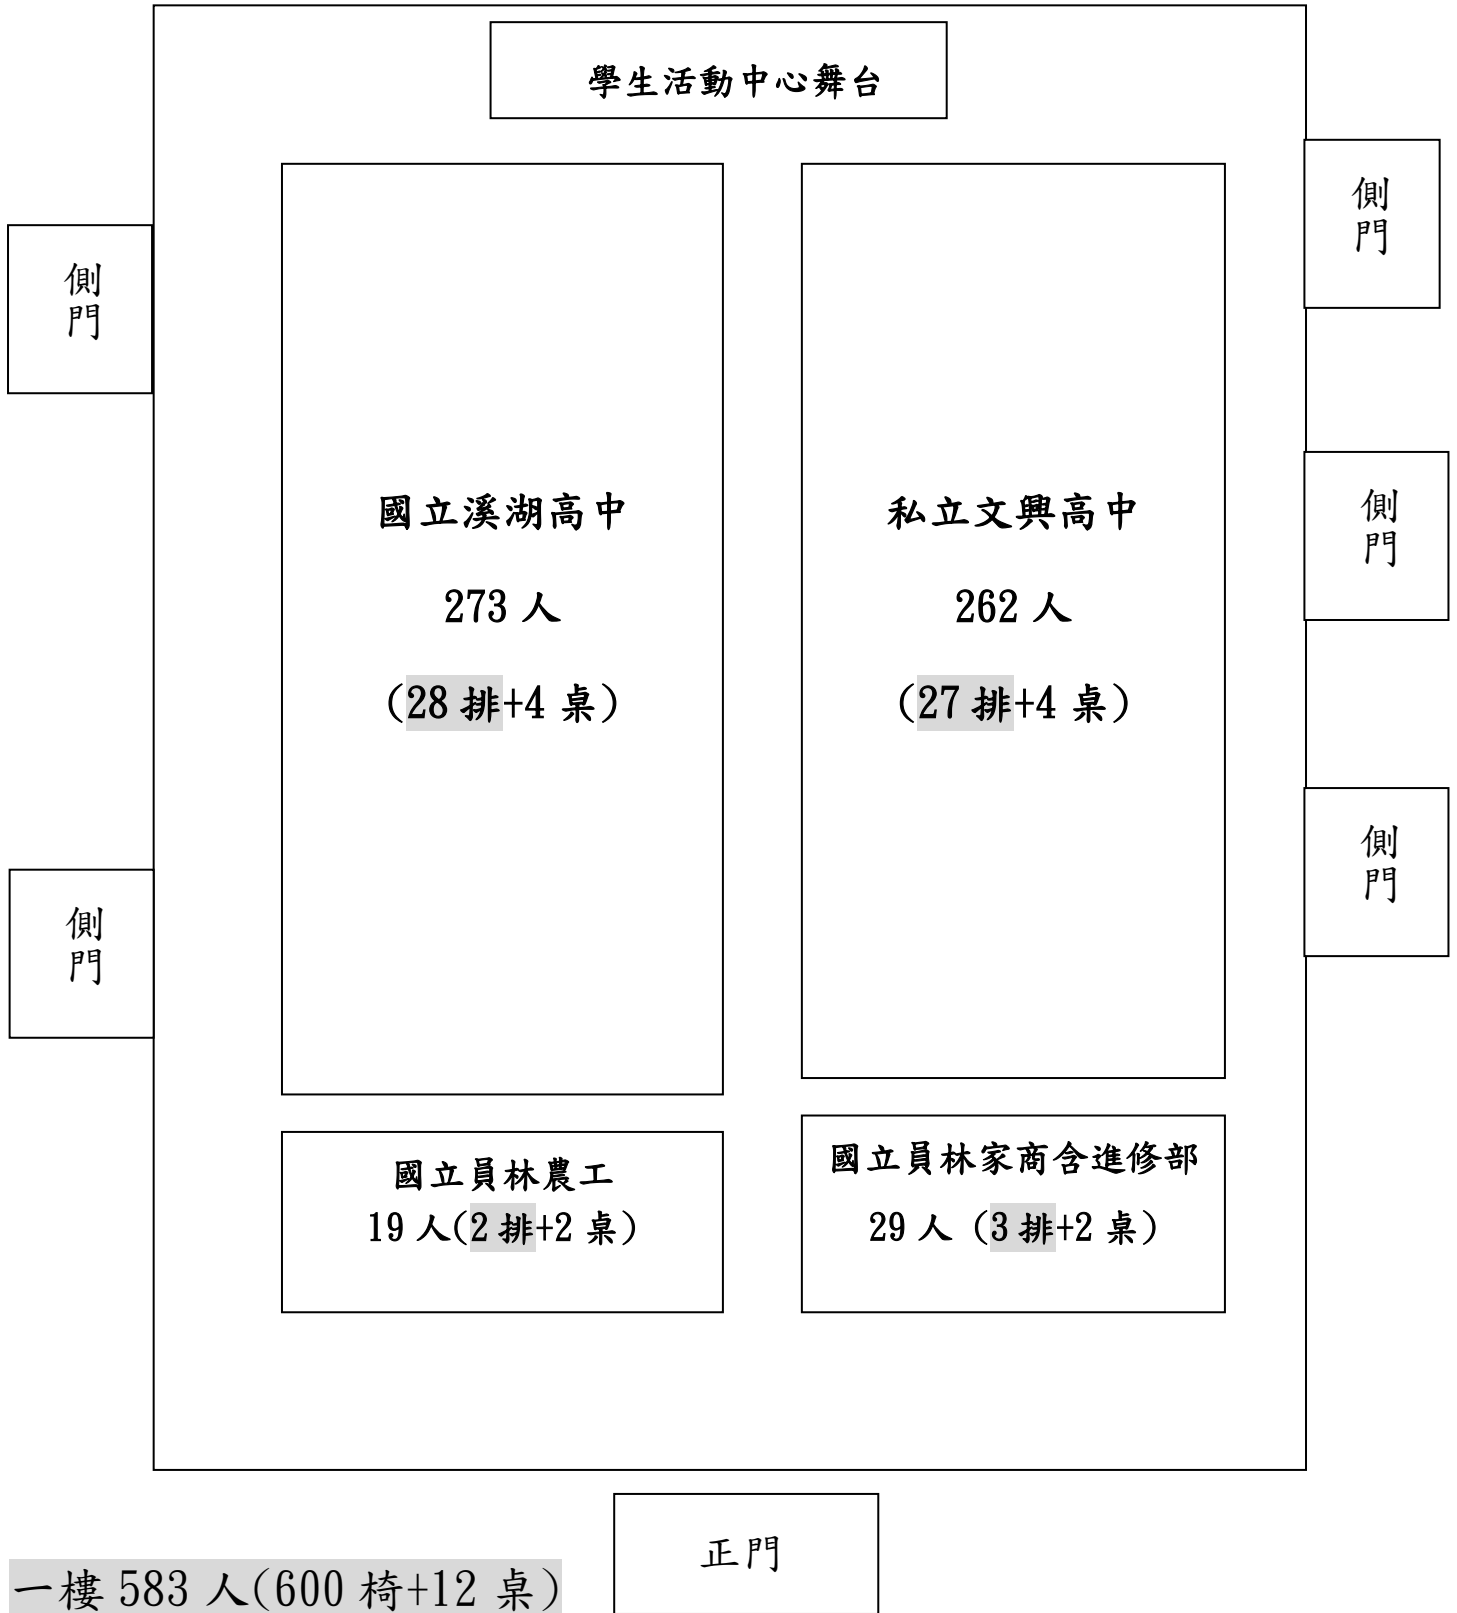 學生活動中心舞台
側
門
側
門
國立溪湖高中
273 人
(28 排+4 桌)
私立文興高中
262 人
(27 排+4 桌)
側
門
側
門
側
門
國立員林農工
19 人(2 排+2 桌)
國立員林家商含進修部
29 人 (3 排+2 桌)
正門
一樓 583 人(600 椅+12 桌)